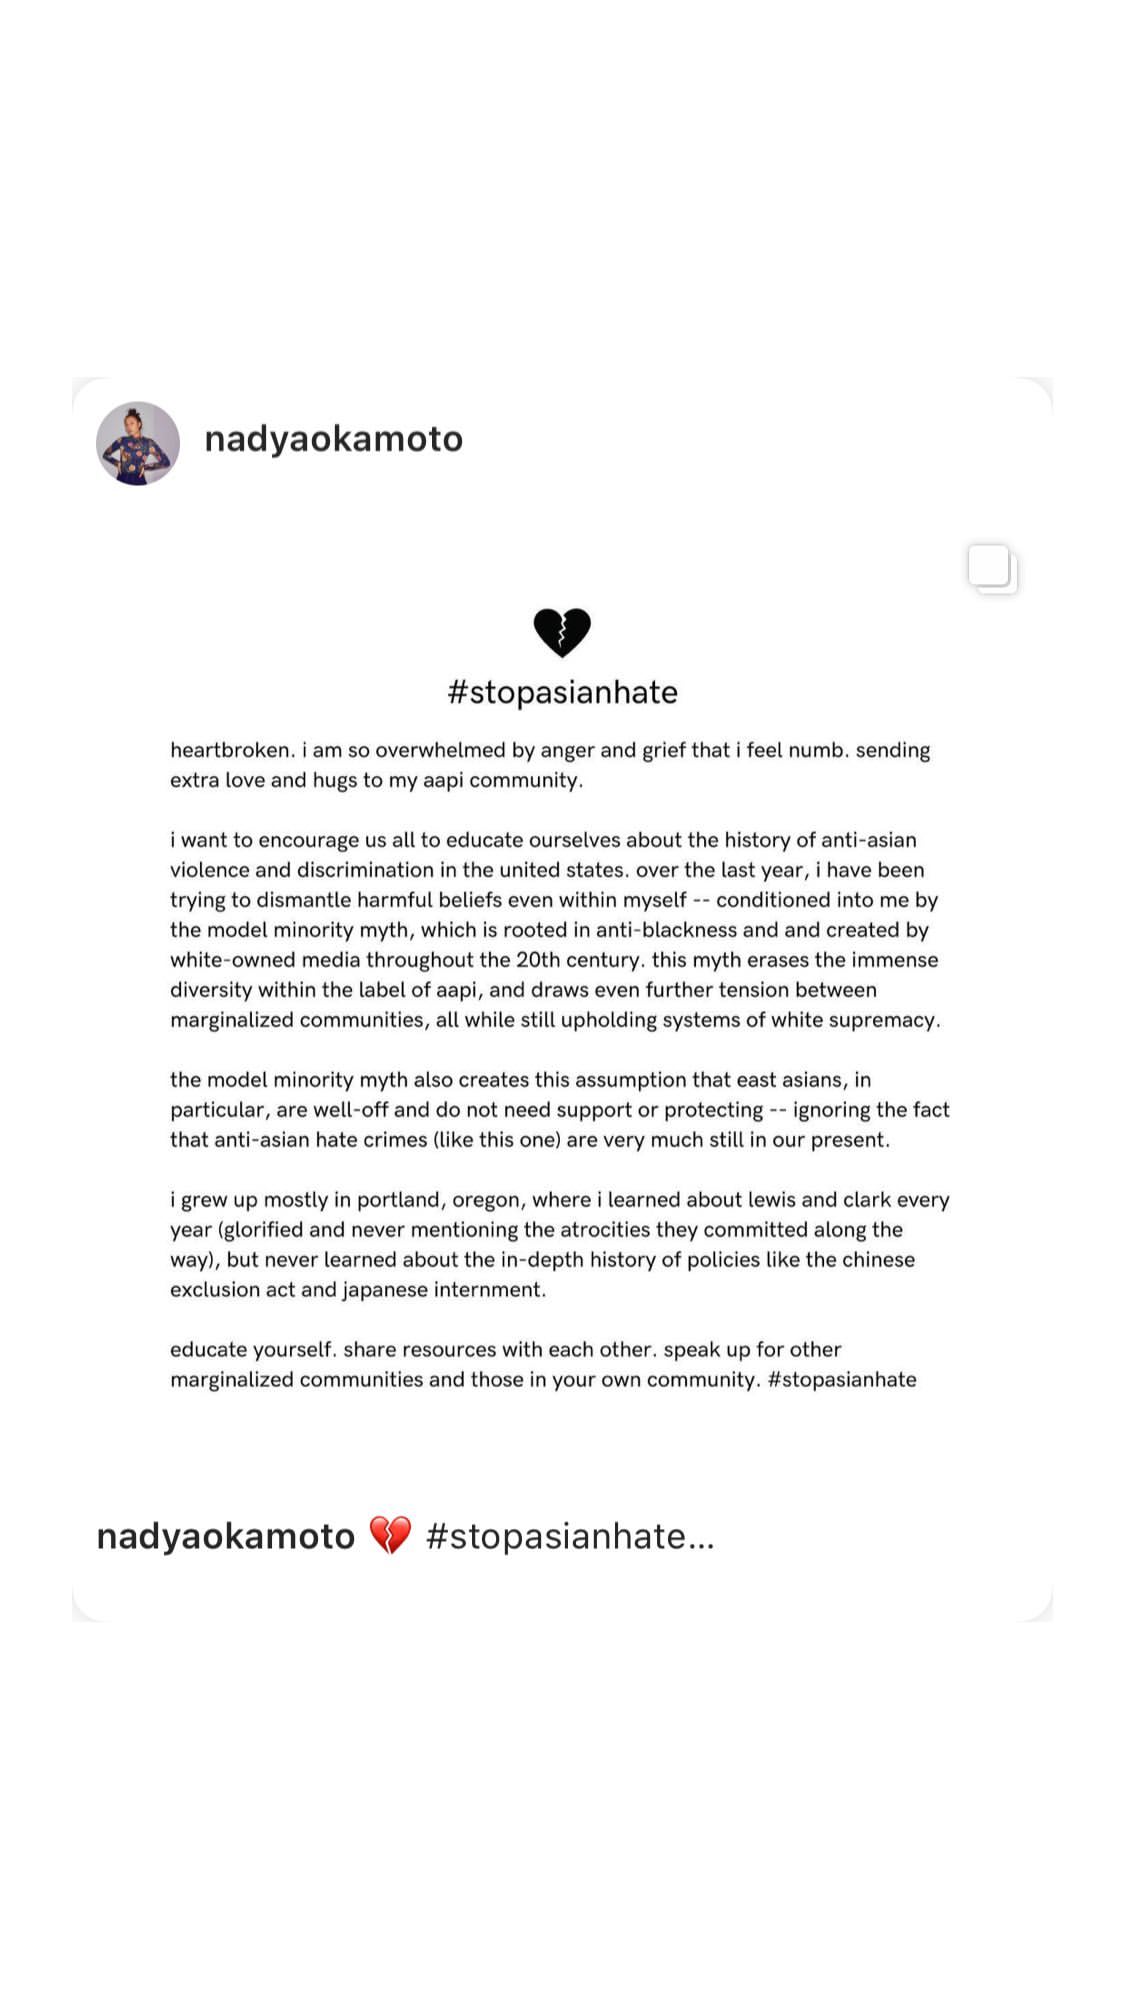 nadyaokamoto
#stopasianhate
heartbroken. i am so overwhelmed by anger and grief that i feel numb. sending
extra love and hugs to my aapi community.
i want to encourage us all to educate ourselves about the history of anti-asian
violence and discrimination in the united states. over the last year, i have been
trying to dismantle harmful beliefs even within myself -- conditioned into me by
the model minority myth, which is rooted in anti-blackness and and created by
white-owned media throughout the 20th century. this myth erases the immense
diversity within the label of aapi, and draws even further tension between
marginalized communities, all while still upholding systems of white supremacy.
the model minority myth also creates this assumption that east asians, in
particular, are well-off and do not need support or protecting -- ignoring the fact
that anti-asian hate crimes (like this one) are very much still in our present.
i grew up mostly in portland, oregon, where i learned about lewis and clark every
year (glorified and never mentioning the atrocities they committed along the
way), but never learned about the in-depth history of policies like the chinese
exclusion act and japanese internment.
educate yourself. share resources with each other. speak up for other
marginalized communities and those in your own community. #stopasianhate
nadyaokamoto 💔 #stopasianhate...